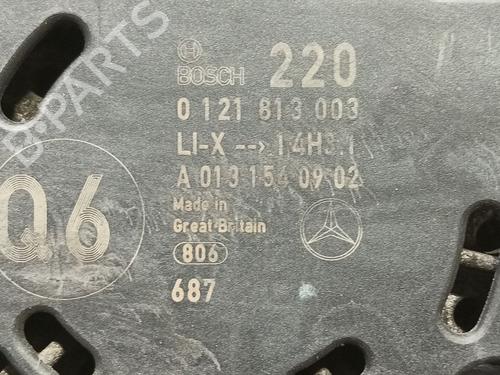 B-PARTS
BOSCH 220
0 121 813 003
LI-X --> 14H3.1
A 013 154 09 02
Made in
Great Britain
Q6
806
687